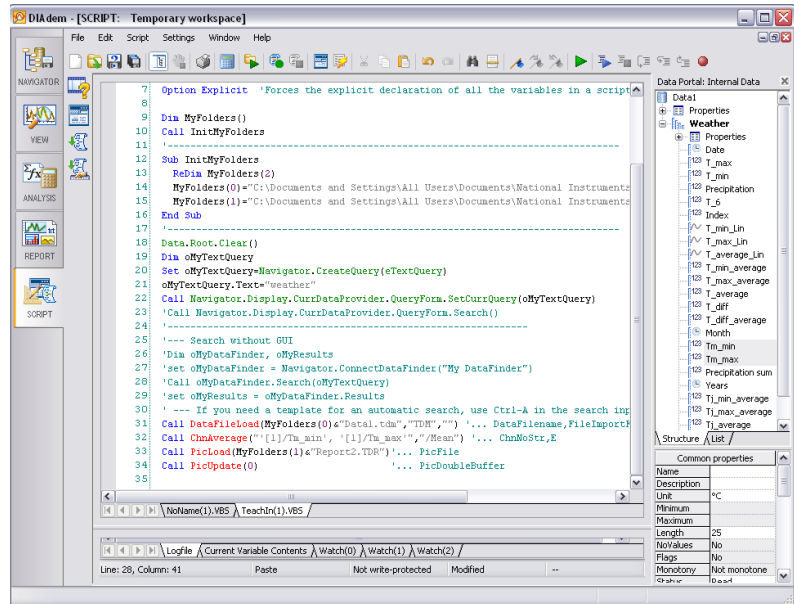 DIAdem - [SCRIPT:   Temporary workspace]
File Edit Script Settings Window Help
NAVIGATOR
VIEW
ANALYSIS
REPORT
SCRIPT
7 Option Explicit 'Forces the explicit declaration of all the variables in a script
8
9 Dim MyFolders()
10 Call InitMyFolders
11 '-------------------------------------------------------------------------------
12 Sub InitMyFolders
13   ReDim MyFolders(2)
14   MyFolders(0)="C:\Documents and Settings\All Users\Documents\National Instruments
15   MyFolders(1)="C:\Documents and Settings\All Users\Documents\National Instruments
16 End Sub
17 '-------------------------------------------------------------------------------
18 Data.Root.Clear()
19 Dim oMyTextQuery
20 Set oMyTextQuery=Navigator.CreateQuery(eTextQuery)
21 oMyTextQuery.Text="weather"
22 Call Navigator.Display.CurrDataProvider.QueryForm.SetCurrQuery(oMyTextQuery)
23 'Call Navigator.Display.CurrDataProvider.QueryForm.Search()
24 '--------------------------------------------------------------
25 '--- Search without GUI
26 'Dim oMyDataFinder, oMyResults
27 'set oMyDataFinder = Navigator.ConnectDataFinder("My DataFinder")
28 'Call oMyDataFinder.Search(oMyTextQuery)
29 'set oMyResults = oMyDataFinder.Results
30 ' --- If you need a template for an automatic search, use Ctrl-A in the search inp
31 Call DataFileLoad(MyFolders(0)&"Data1.tdm","TDM","") '... DataFilename,FileImportF
32 Call ChnAverage("'[1]/Tm_min', '[1]/Tm_max'","/Mean") '... ChnNoStr,E
33 Call PicLoad(MyFolders(1)&"Report2.TDR")'... PicFile
34 Call PicUpdate(0) '... PicDoubleBuffer
35
NoName(1).VBS TeachIn(1).VBS
Logfile Current Variable Contents Watch(0) Watch(1) Watch(2)
Line: 28, Column: 41 Paste Not write-protected Modified --
Data Portal: Internal Data
Data1
Properties
Weather
Properties
Date
T_max
T_min
Precipitation
T_6
Index
T_min_Lin
T_max_Lin
T_average_Lin
T_min_average
T_max_average
T_average
T_diff
T_diff_average
Month
Tm_min
Tm_max
Precipitation sum
Years
Tj_min_average
Tj_max_average
Tj_average
Structure List
Common properties
Name
Description
Unit °C
Minimum
Maximum
Length 25
NoValues No
Flags No
Monotony Not monotone
Status Read